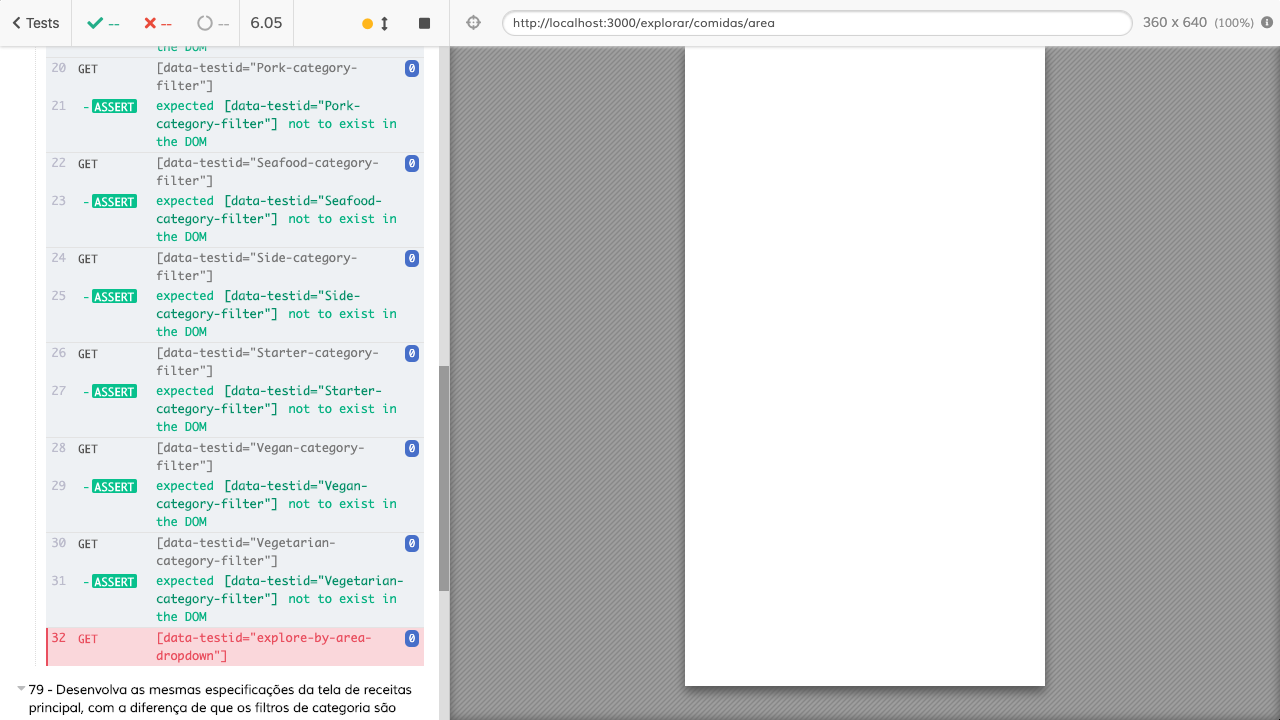 Tests
--
--
--
6.05
http://localhost:3000/explorar/comidas/area
360 x 640 (100%)
the DOM
20 GET [data-testid="Pork-category-
filter"] 0
21 - ASSERT expected [data-testid="Pork-
category-filter"] not to exist in
the DOM
22 GET [data-testid="Seafood-category-
filter"] 0
23 - ASSERT expected [data-testid="Seafood-
category-filter"] not to exist in
the DOM
24 GET [data-testid="Side-category-
filter"] 0
25 - ASSERT expected [data-testid="Side-
category-filter"] not to exist in
the DOM
26 GET [data-testid="Starter-category-
filter"] 0
27 - ASSERT expected [data-testid="Starter-
category-filter"] not to exist in
the DOM
28 GET [data-testid="Vegan-category-
filter"] 0
29 - ASSERT expected [data-testid="Vegan-
category-filter"] not to exist in
the DOM
30 GET [data-testid="Vegetarian-
category-filter"] 0
31 - ASSERT expected [data-testid="Vegetarian-
category-filter"] not to exist in
the DOM
32 GET [data-testid="explore-by-area-
dropdown"] 0
79 - Desenvolva as mesmas especificações da tela de receitas
principal, com a diferença de que os filtros de categoria são